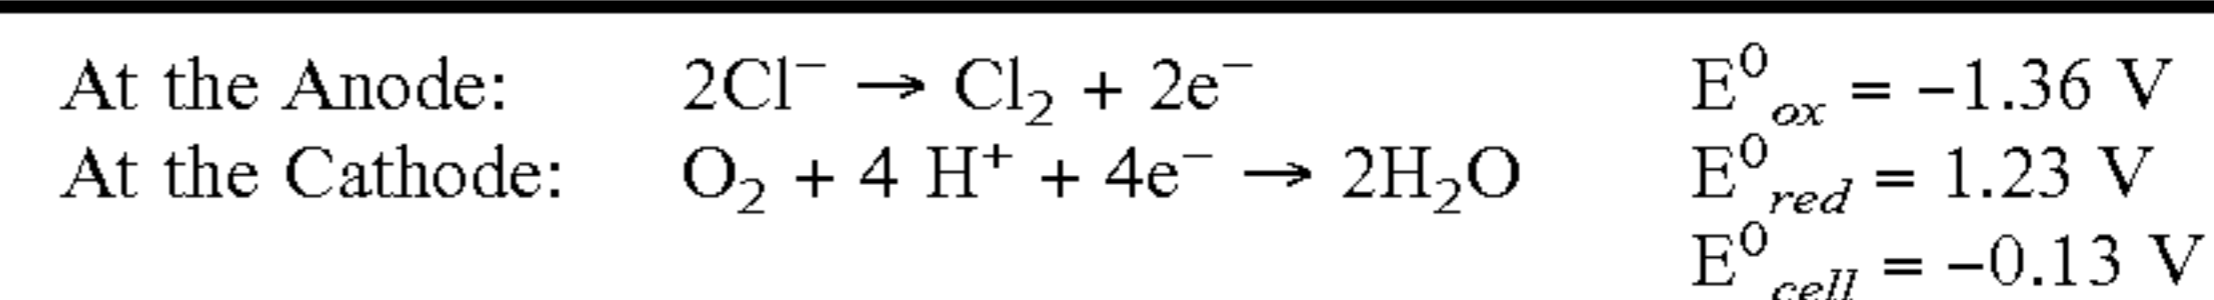 At the Anode: 2Cl⁻ → Cl₂ + 2e⁻ E⁰ₒₓ = −1.36 V
At the Cathode: O₂ + 4 H⁺ + 4e⁻ → 2H₂O E⁰red = 1.23 V
E⁰cell = −0.13 V